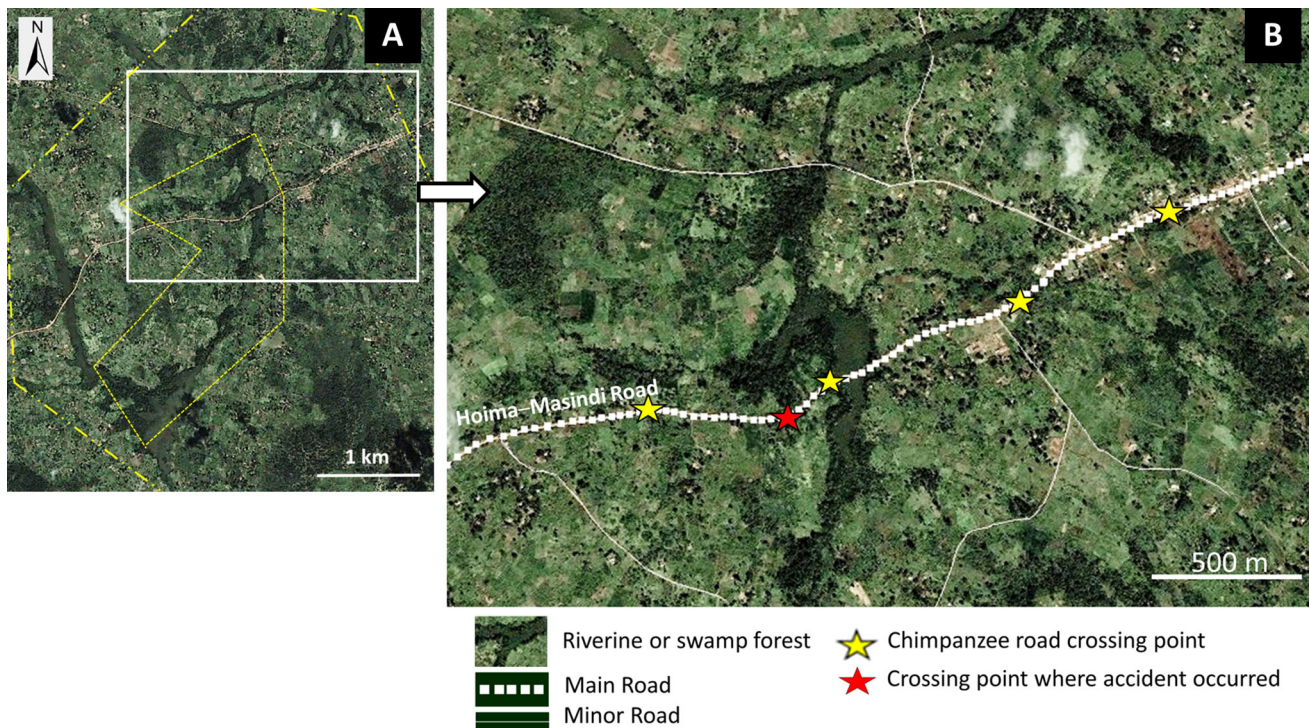 N
A
B
1 km
Hoima–Masindi Road
500 m
Riverine or swamp forest
Main Road
Minor Road
Chimpanzee road crossing point
Crossing point where accident occurred